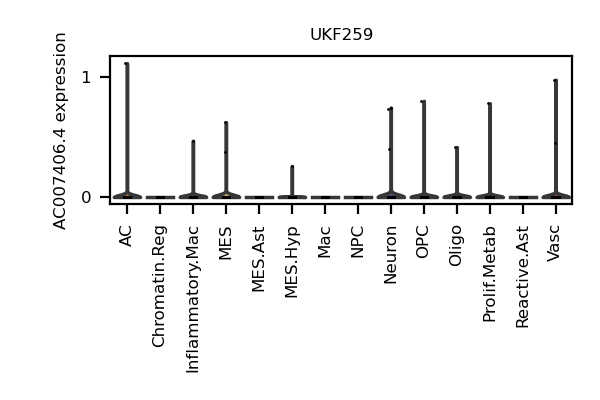 UKF259
AC007406.4 expression
1
0
AC
Chromatin.Reg
Inflammatory.Mac
MES
MES.Ast
MES.Hyp
Mac
NPC
Neuron
OPC
Oligo
Prolif.Metab
Reactive.Ast
Vasc